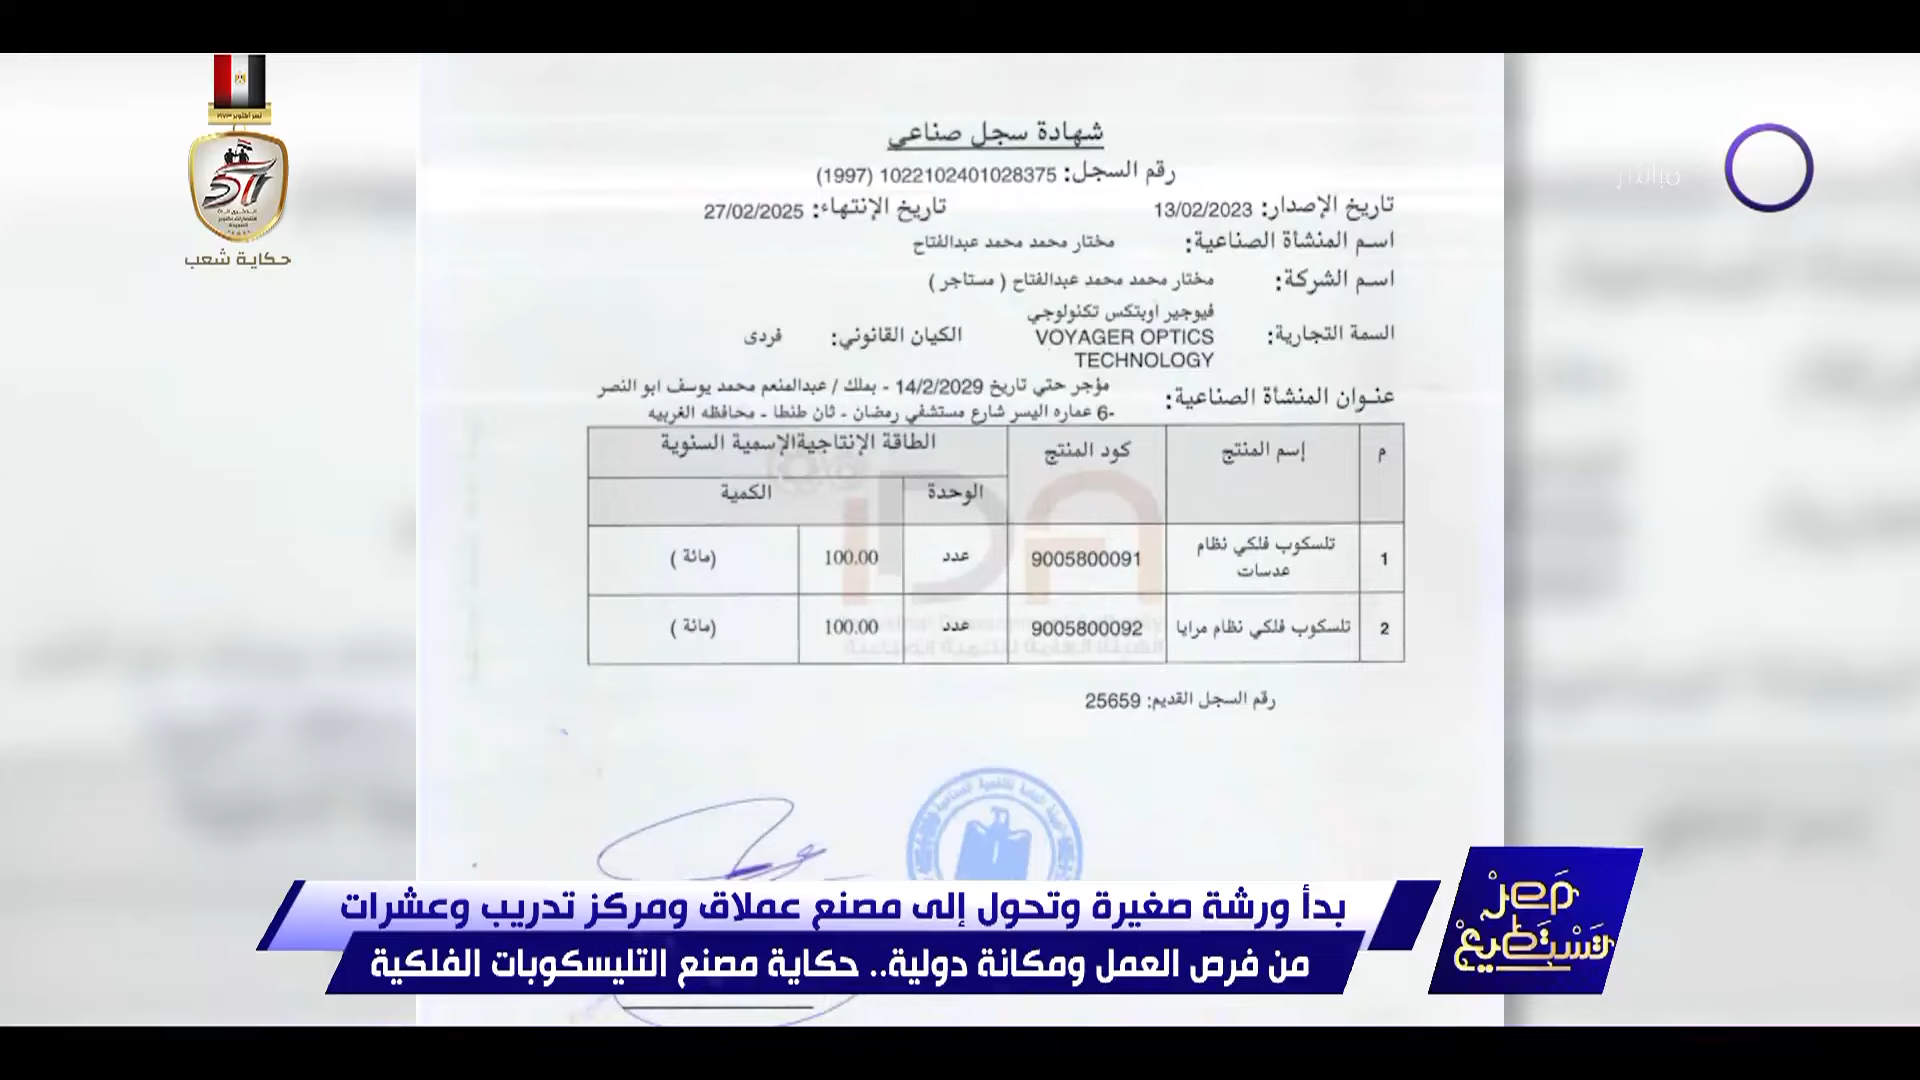 شهادة سجل صناعي
رقم السجل: 1022102401028375 (1997)
تاريخ الإصدار: 13/02/2023 تاريخ الإنتهاء: 27/02/2025
اسم المنشأة الصناعية: مختار محمد محمد عبدالفتاح
اسم الشركة: مختار محمد محمد عبدالفتاح ( مستاجر )
فيوجير اوبتكس تكنولوجي
السمة التجارية: VOYAGER OPTICS الكيان القانوني: فردى
TECHNOLOGY
مؤجر حتي تاريخ 14/2/2029 - بملك / عبدالمنعم محمد يوسف ابو النصر
عنوان المنشأة الصناعية:
-6 عماره اليسر شارع مستشفي رمضان - ثان طنطا - محافظه الغربيه
م إسم المنتج كود المنتج الطاقة الإنتاجيةالإسمية السنوية
الوحدة الكمية
1 تلسكوب فلكي نظام عدسات 9005800091 عدد 100.00 (مائة )
2 تلسكوب فلكي نظام مرايا 9005800092 عدد 100.00 (مائة )
IDA
رقم السجل القديم: 25659
مباشر
حكاية شعب
بدأ ورشة صغيرة وتحول إلى مصنع عملاق ومركز تدريب وعشرات
من فرص العمل ومكانة دولية.. حكاية مصنع التليسكوبات الفلكية
مصر تستطيع